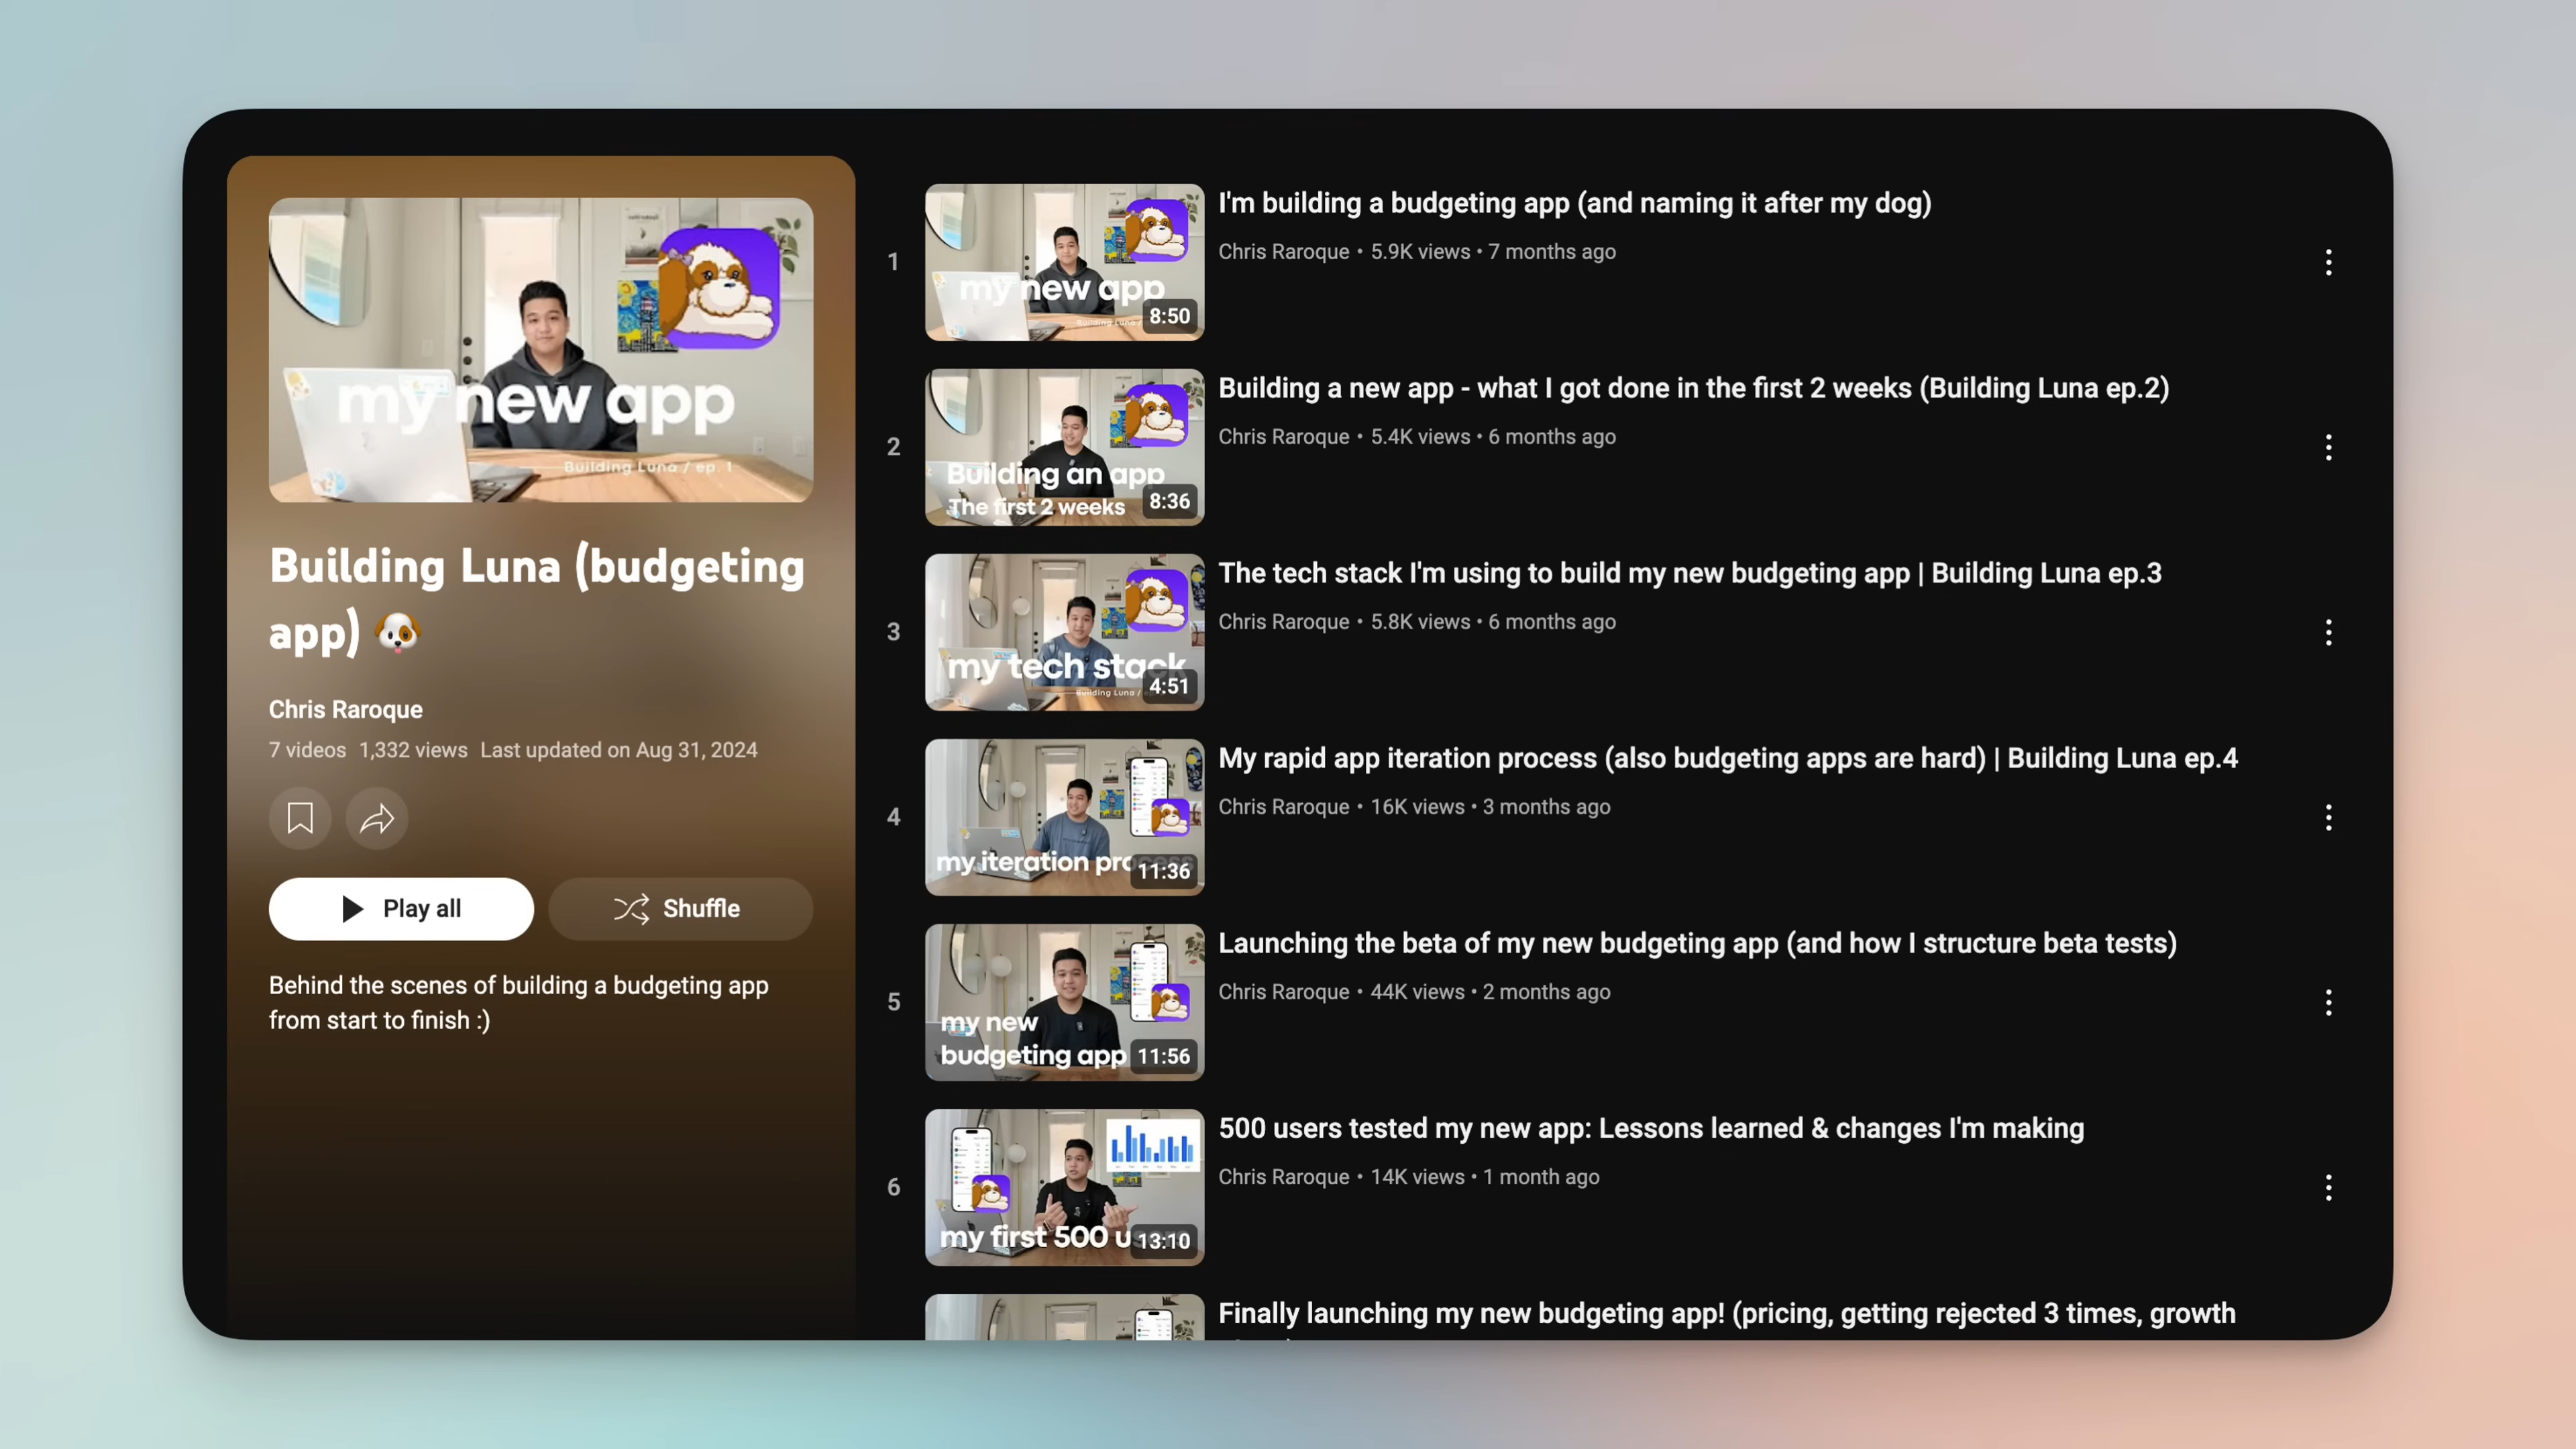 my new app
Building Luna / ep. 1
Building Luna (budgeting
app) 🐶
Chris Raroque
7 videos 1,332 views Last updated on Aug 31, 2024
Play all
Shuffle
Behind the scenes of building a budgeting app
from start to finish :)
1
my new app
Building Luna /
8:50
I'm building a budgeting app (and naming it after my dog)
Chris Raroque • 5.9K views • 7 months ago
2
Building an app
The first 2 weeks
8:36
Building a new app - what I got done in the first 2 weeks (Building Luna ep.2)
Chris Raroque • 5.4K views • 6 months ago
3
my tech stack
Building Luna /
4:51
The tech stack I'm using to build my new budgeting app | Building Luna ep.3
Chris Raroque • 5.8K views • 6 months ago
4
my iteration process
11:36
My rapid app iteration process (also budgeting apps are hard) | Building Luna ep.4
Chris Raroque • 16K views • 3 months ago
5
my new
budgeting app
11:56
Launching the beta of my new budgeting app (and how I structure beta tests)
Chris Raroque • 44K views • 2 months ago
6
my first 500 u
13:10
500 users tested my new app: Lessons learned & changes I'm making
Chris Raroque • 14K views • 1 month ago
Finally launching my new budgeting app! (pricing, getting rejected 3 times, growth